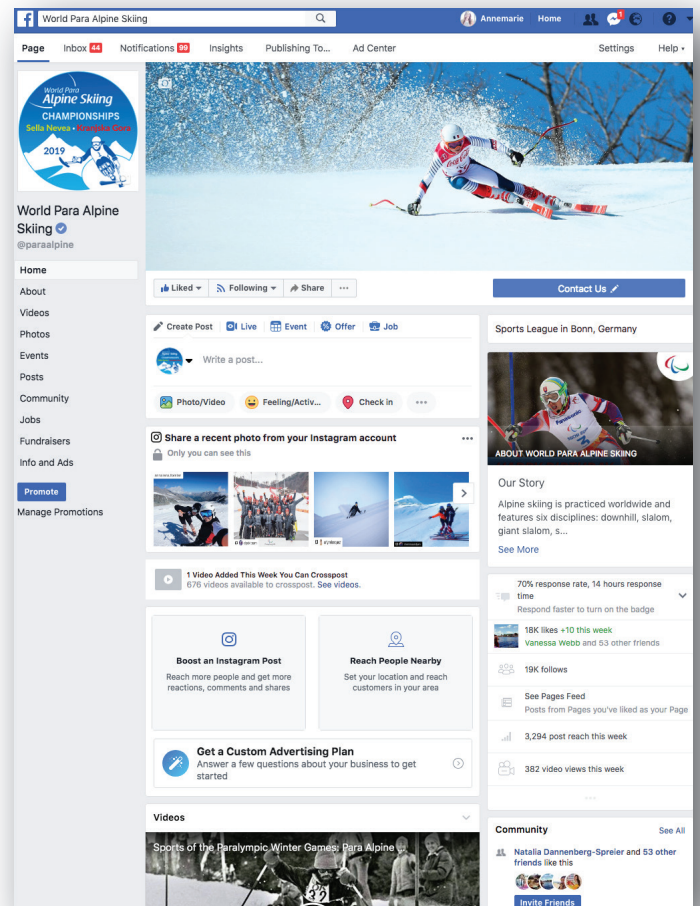 World Para Alpine Skiing
Annemarie Home 1
Page Inbox 44 Notifications 99 Insights Publishing To... Ad Center Settings Help
World Para
Alpine Skiing
CHAMPIONSHIPS
Sella Nevea • Kranjska Gora
2019
World Para Alpine
Skiing
@paraalpine
Home
About
Videos
Photos
Events
Posts
Community
Jobs
Fundraisers
Info and Ads
Promote
Manage Promotions
Liked Following Share ...
Contact Us
Create Post Live Event Offer Job
Write a post...
Photo/Video Feeling/Activ... Check in ...
Share a recent photo from your Instagram account ...
Only you can see this
1 Video Added This Week You Can Crosspost
676 videos available to crosspost. See videos.
Boost an Instagram Post
Reach more people and get more
reactions, comments and shares
Reach People Nearby
Set your location and reach
customers in your area
Get a Custom Advertising Plan
Answer a few questions about your business to get
started
Videos
Sports of the Paralympic Winter Games: Para Alpine ...
Sports League in Bonn, Germany
Panasonic
ABOUT WORLD PARA ALPINE SKIING
Our Story
Alpine skiing is practiced worldwide and
features six disciplines: downhill, slalom,
giant slalom, s...
See More
70% response rate, 14 hours response
time
Respond faster to turn on the badge
18K likes +10 this week
Vanessa Webb and 53 other friends
19K follows
See Pages Feed
Posts from Pages you've liked as your Page
3,294 post reach this week
382 video views this week
...
Community See All
Natalia Dannenberg-Spreier and 53 other
friends like this
Invite Friends